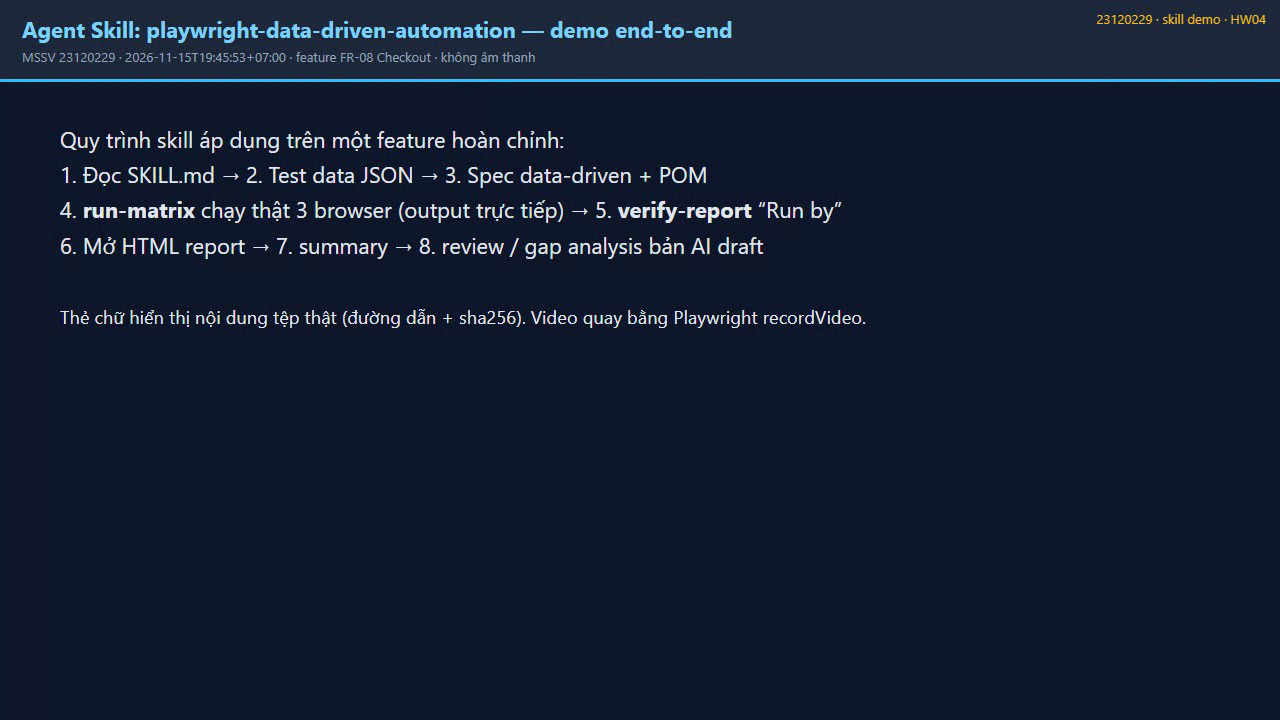 Agent Skill: playwright-data-driven-automation — demo end-to-end
23120229 · skill demo · HW04
MSSV 23120229 · 2026-11-15T19:45:53+07:00 · feature FR-08 Checkout · không âm thanh
Quy trình skill áp dụng trên một feature hoàn chỉnh:
1. Đọc SKILL.md → 2. Test data JSON → 3. Spec data-driven + POM
4. run-matrix chạy thật 3 browser (output trực tiếp) → 5. verify-report “Run by”
6. Mở HTML report → 7. summary → 8. review / gap analysis bản AI draft
Thẻ chữ hiển thị nội dung tệp thật (đường dẫn + sha256). Video quay bằng Playwright recordVideo.